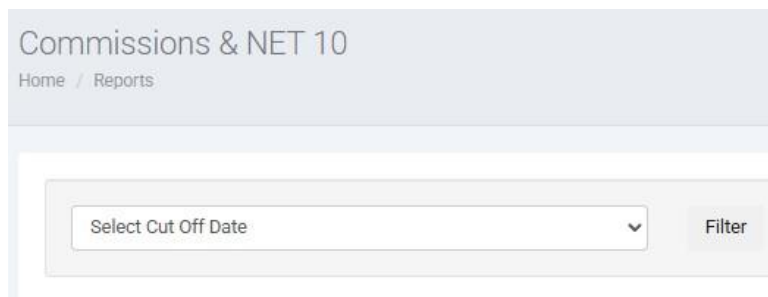 Commissions & NET 10
Home / Reports
Select Cut Off Date
Filter